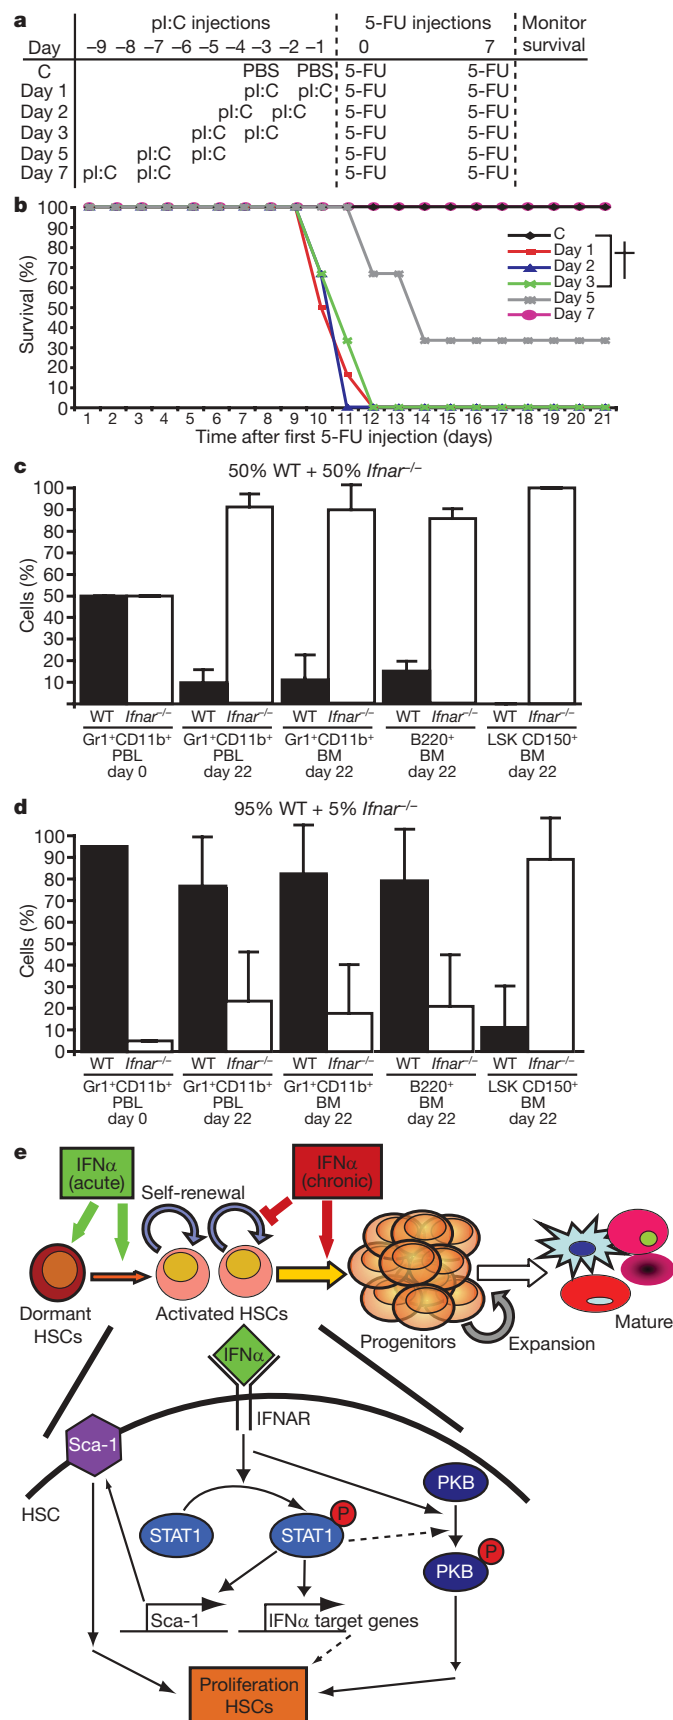 a
pI:C injections 5-FU injections Monitor
Day –9 –8 –7 –6 –5 –4 –3 –2 –1 0 7 survival
C PBS PBS 5-FU 5-FU
Day 1 pI:C pI:C 5-FU 5-FU
Day 2 pI:C pI:C 5-FU 5-FU
Day 3 pI:C pI:C 5-FU 5-FU
Day 5 pI:C pI:C 5-FU 5-FU
Day 7 pI:C pI:C 5-FU 5-FU
b
Survival (%)
100
90
80
70
60
50
40
30
20
10
0
C
Day 1
Day 2
Day 3
Day 5
Day 7
1 2 3 4 5 6 7 8 9 10 11 12 13 14 15 16 17 18 19 20 21
Time after first 5-FU injection (days)
c
50% WT + 50% Ifnar–/–
Cells (%)
100
90
80
70
60
50
40
30
20
10
WT Ifnar–/– WT Ifnar–/– WT Ifnar–/– WT Ifnar–/– WT Ifnar–/–
Gr1+CD11b+ Gr1+CD11b+ Gr1+CD11b+ B220+ LSK CD150+
PBL PBL BM BM BM
day 0 day 22 day 22 day 22 day 22
d
95% WT + 5% Ifnar–/–
Cells (%)
100
90
80
70
60
50
40
30
20
10
0
WT Ifnar–/– WT Ifnar–/– WT Ifnar–/– WT Ifnar–/– WT Ifnar–/–
Gr1+CD11b+ Gr1+CD11b+ Gr1+CD11b+ B220+ LSK CD150+
PBL PBL BM BM BM
day 0 day 22 day 22 day 22 day 22
e
IFNα
(acute)
IFNα
(chronic)
Self-renewal
Dormant
HSCs
Activated HSCs
Progenitors
Expansion
Mature
IFNα
IFNAR
Sca-1
HSC
PKB
STAT1
STAT1
P
PKB
P
Sca-1
IFNα target genes
Proliferation
HSCs